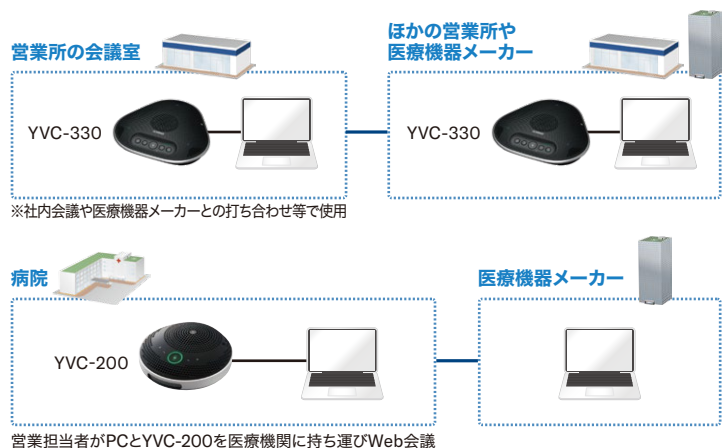 営業所の会議室
ほかの営業所や
医療機器メーカー
YVC-330
YVC-330
※社内会議や医療機器メーカーとの打ち合わせ等で使用
病院
医療機器メーカー
YVC-200
営業担当者がPCとYVC-200を医療機関に持ち運びWeb会議